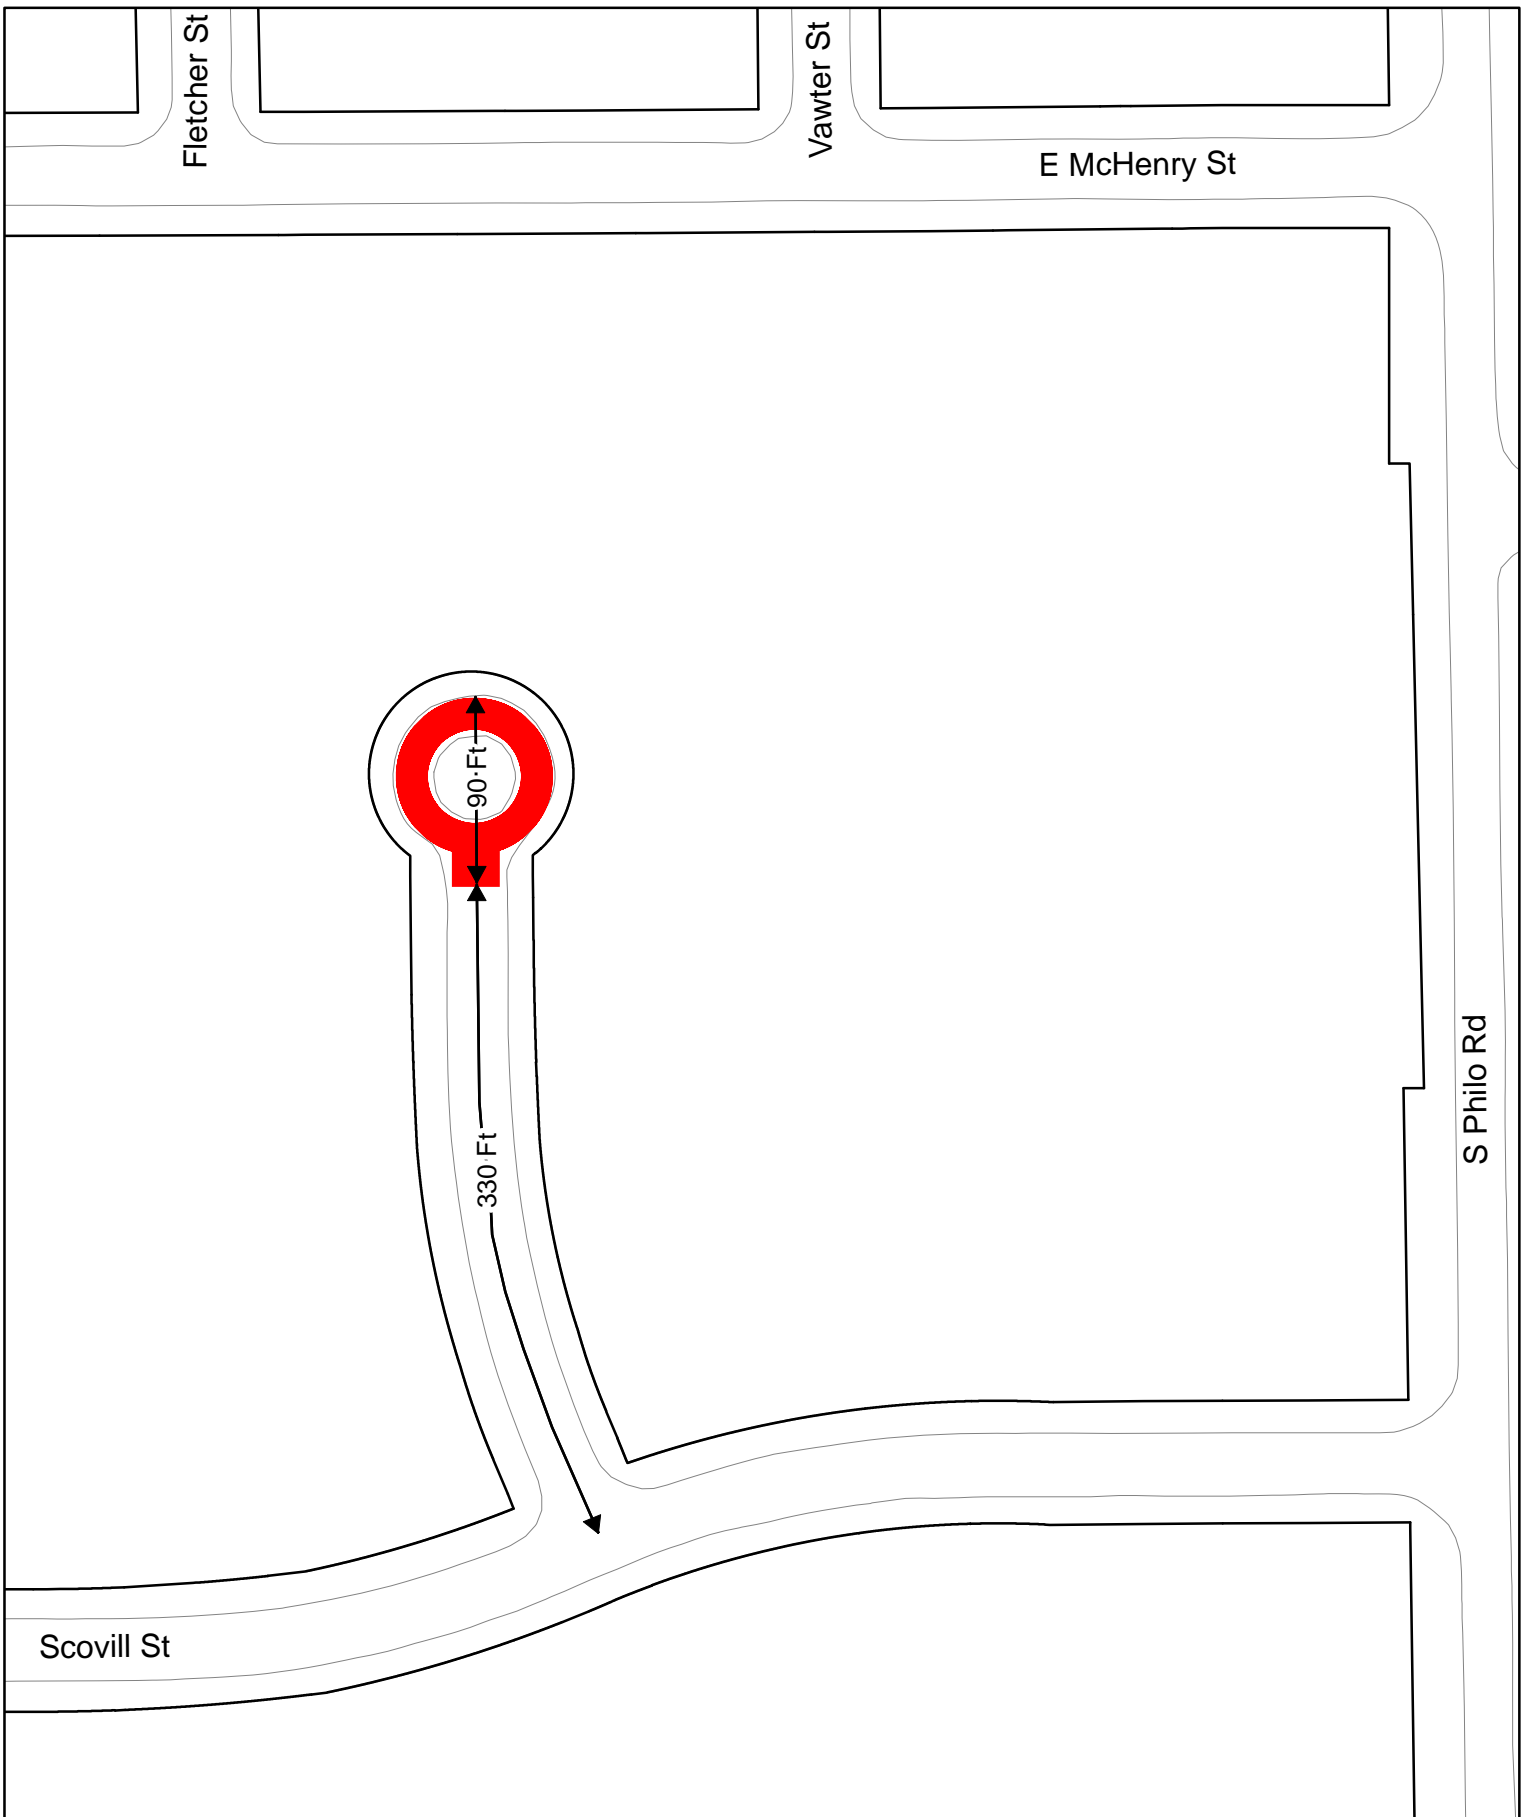 Fletcher St
Vawter St
E McHenry St
90 Ft
330 Ft
S Philo Rd
Scovill St